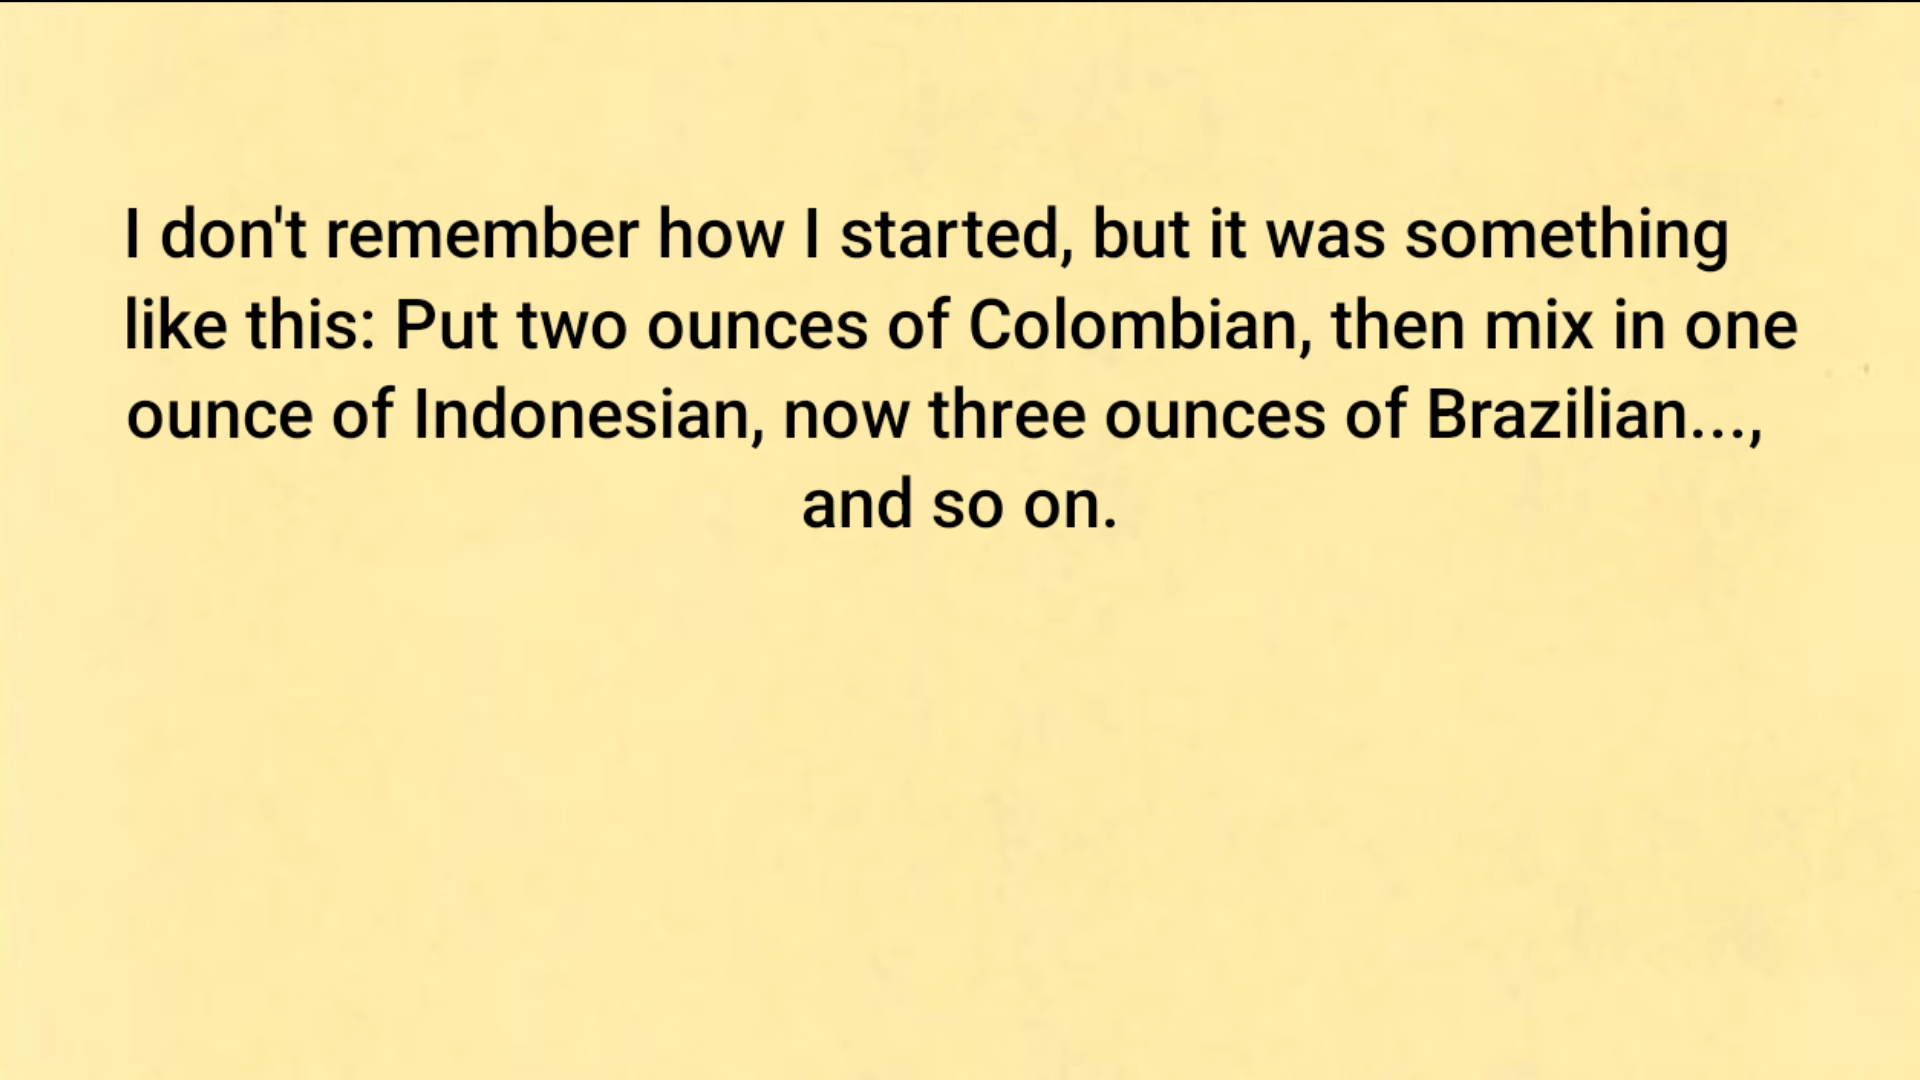 I don't remember how I started, but it was something
like this: Put two ounces of Colombian, then mix in one
ounce of Indonesian, now three ounces of Brazilian...,
and so on.